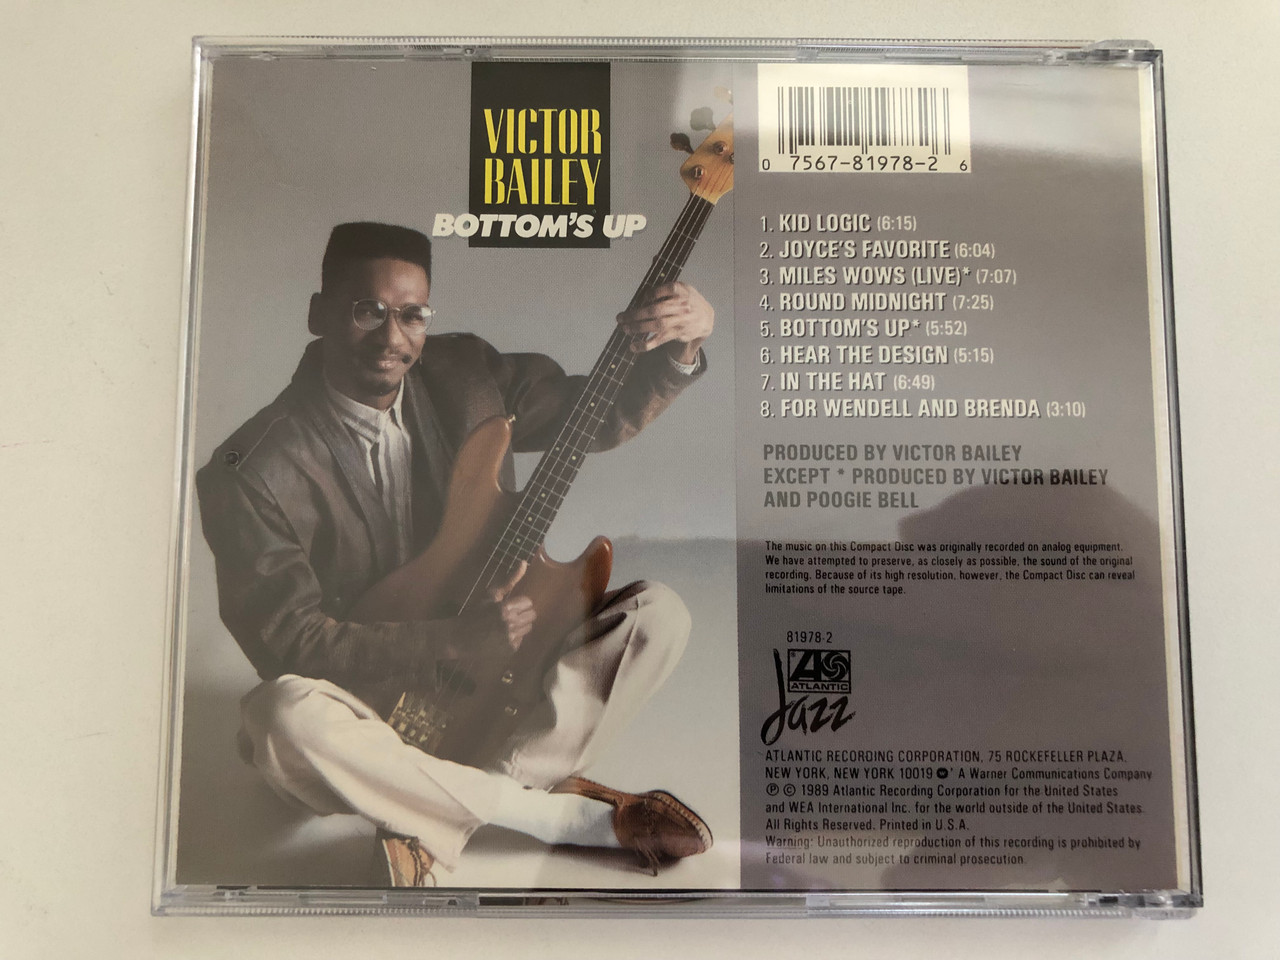 VICTOR
BAILEY
BOTTOM'S UP
0 7567-81978-2 6
1. KID LOGIC (6:15)
2. JOYCE'S FAVORITE (6:04)
3. MILES WOWS (LIVE)* (7:07)
4. ROUND MIDNIGHT (7:25)
5. BOTTOM'S UP* (5:52)
6. HEAR THE DESIGN (5:15)
7. IN THE HAT (6:49)
8. FOR WENDELL AND BRENDA (3:10)
PRODUCED BY VICTOR BAILEY
EXCEPT * PRODUCED BY VICTOR BAILEY
AND POOGIE BELL
The music on this Compact Disc was originally recorded on analog equipment.
We have attempted to preserve, as closely as possible, the sound of the original
recording. Because of its high resolution, however, the Compact Disc can reveal
limitations of the source tape.
81978-2
ATLANTIC
Jazz
ATLANTIC RECORDING CORPORATION, 75 ROCKEFELLER PLAZA,
NEW YORK, NEW YORK 10019 A Warner Communications Company
℗ © 1989 Atlantic Recording Corporation for the United States
and WEA International Inc. for the world outside of the United States.
All Rights Reserved. Printed in U.S.A.
Warning: Unauthorized reproduction of this recording is prohibited by
Federal law and subject to criminal prosecution.